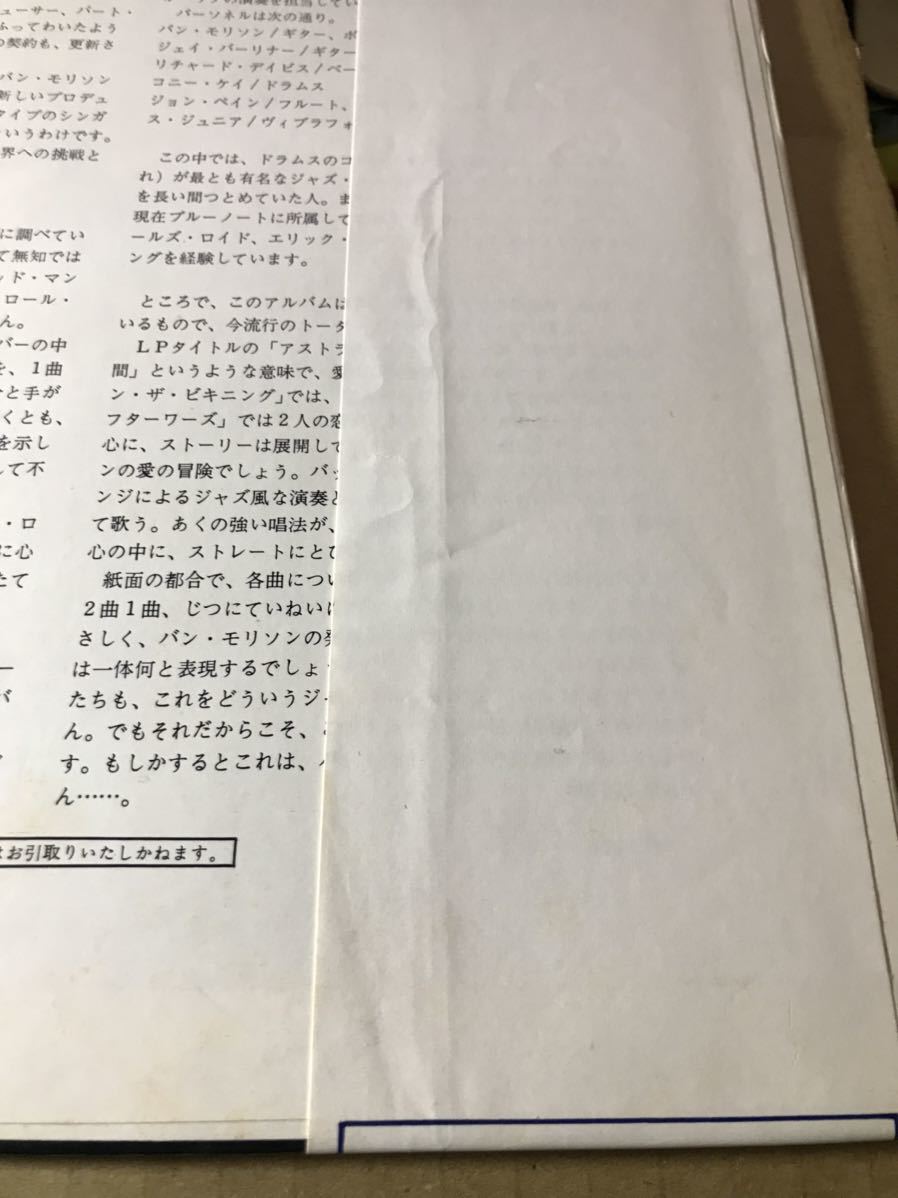 ューサー、バート・
ふってわいたよう
の契約も、更新さ
バン・モリソン
新しいプロデュ
タイプのシンガ
いうわけです。
界への挑戦と
に調べてい
て無知では
ッド・マン
ロール・
ん。
バーの中
を、1曲
と手が
くとも、
を示し
して不
・ロ
に心
たて
ー
が
の演奏を担当してい
パーソネルは次の通り。
バン・モリソン/ギター、ボ
ジェイ・バーリナー/ギター
リチャード・デイビス/ベー
コニー・ケイ/ドラムス
ジョン・ペイン/フルート、
ス・ジュニア/ヴィブラフォ
この中では、ドラムスのコ
れ)が最とも有名なジャズ・
を長い間つとめていた人。ま
現在ブルーノートに所属して
ールズ・ロイド、エリック・
ングを経験しています。
ところで、このアルバムは
いるもので、今流行のトータ
LPタイトルの「アストラ
間」というような意味で、愛
ン・ザ・ビキニング」では、
フターワーズ」では2人の恋
心に、ストーリーは展開して
ンの愛の冒険でしょう。バッ
ンジによるジャズ風な演奏と
て歌う。あくの強い唱法が、
心の中に、ストレートにとび
紙面の都合で、各曲につい
2曲1曲、じつにていねいに
さしく、バン・モリソンの発
は一体何と表現するでしょ
たちも、これをどういうジャ
ん。でもそれだからこそ、
す。もしかするとこれは、
ん……。
はお引取りいたしかねます。